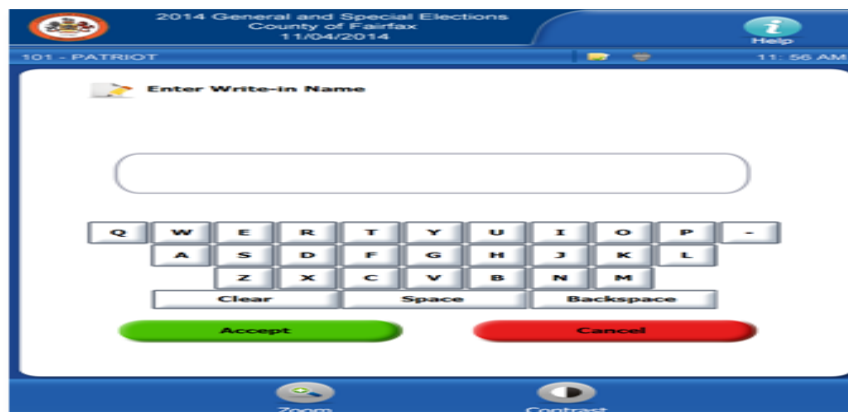 2014 General and Special Elections
County of Fairfax
11/04/2014
Help
101 - PATRIOT
11: 56 AM
Enter Write-in Name
Q W E R T Y U I O P -
A S D F G H J K L
Z X C V B N M
Clear Space Backspace
Accept Cancel
Zoom Contrast